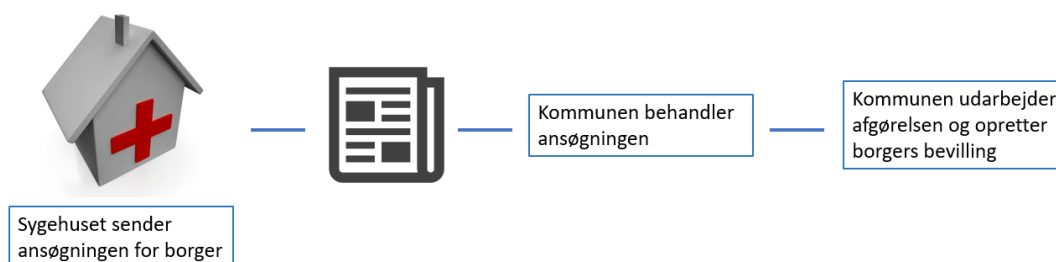 Sygehuset sender
ansøgningen for borger
Kommunen behandler
ansøgningen
Kommunen udarbejder
afgørelsen og opretter
borgers bevilling